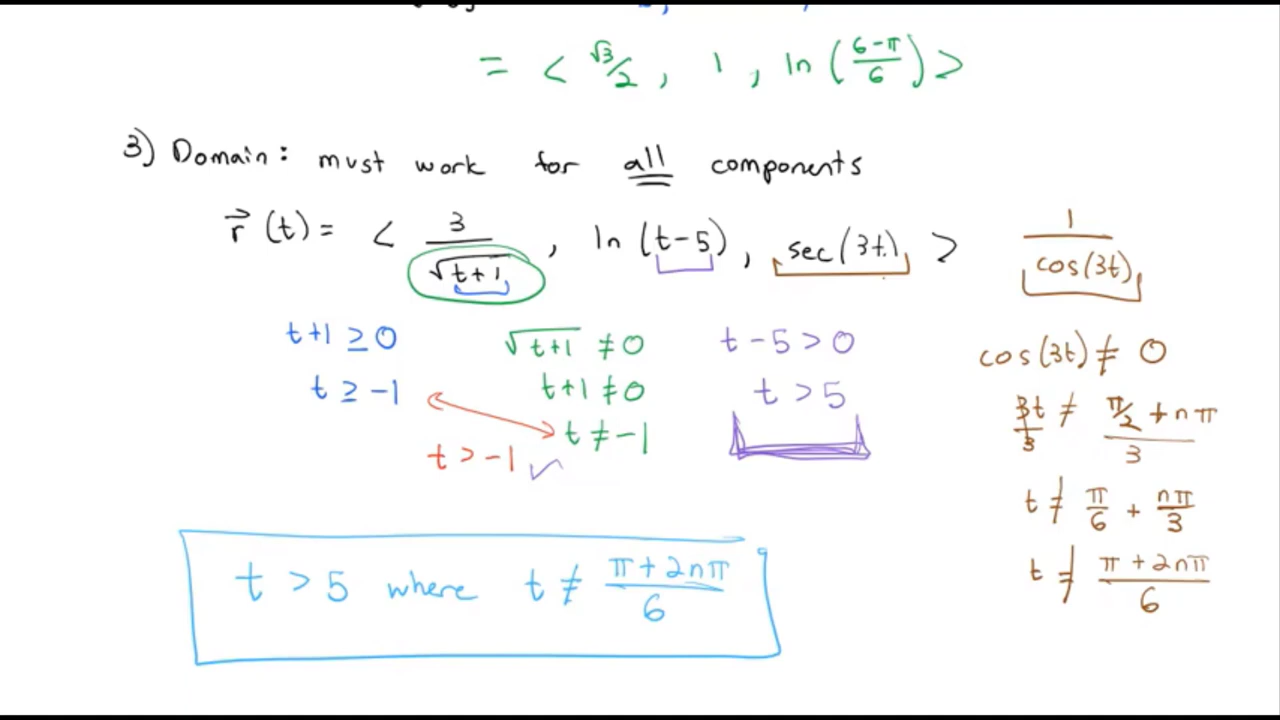 = < √3/2 , 1 , ln (6-π/6) >
3) Domain: must work for all components
r⃗ (t) = < 3/√t+1 , ln (t-5) , sec(3t) >
1/cos(3t)
t+1 ≥ 0
t ≥ -1
√t+1 ≠ 0
t+1 ≠ 0
t ≠ -1
t > -1 ✓
t - 5 > 0
t > 5
cos(3t) ≠ 0
3t/3 ≠ π/2 + nπ/3
t ≠ π/6 + nπ/3
t ≠ π + 2nπ/6
t > 5 where t ≠ π + 2nπ/6